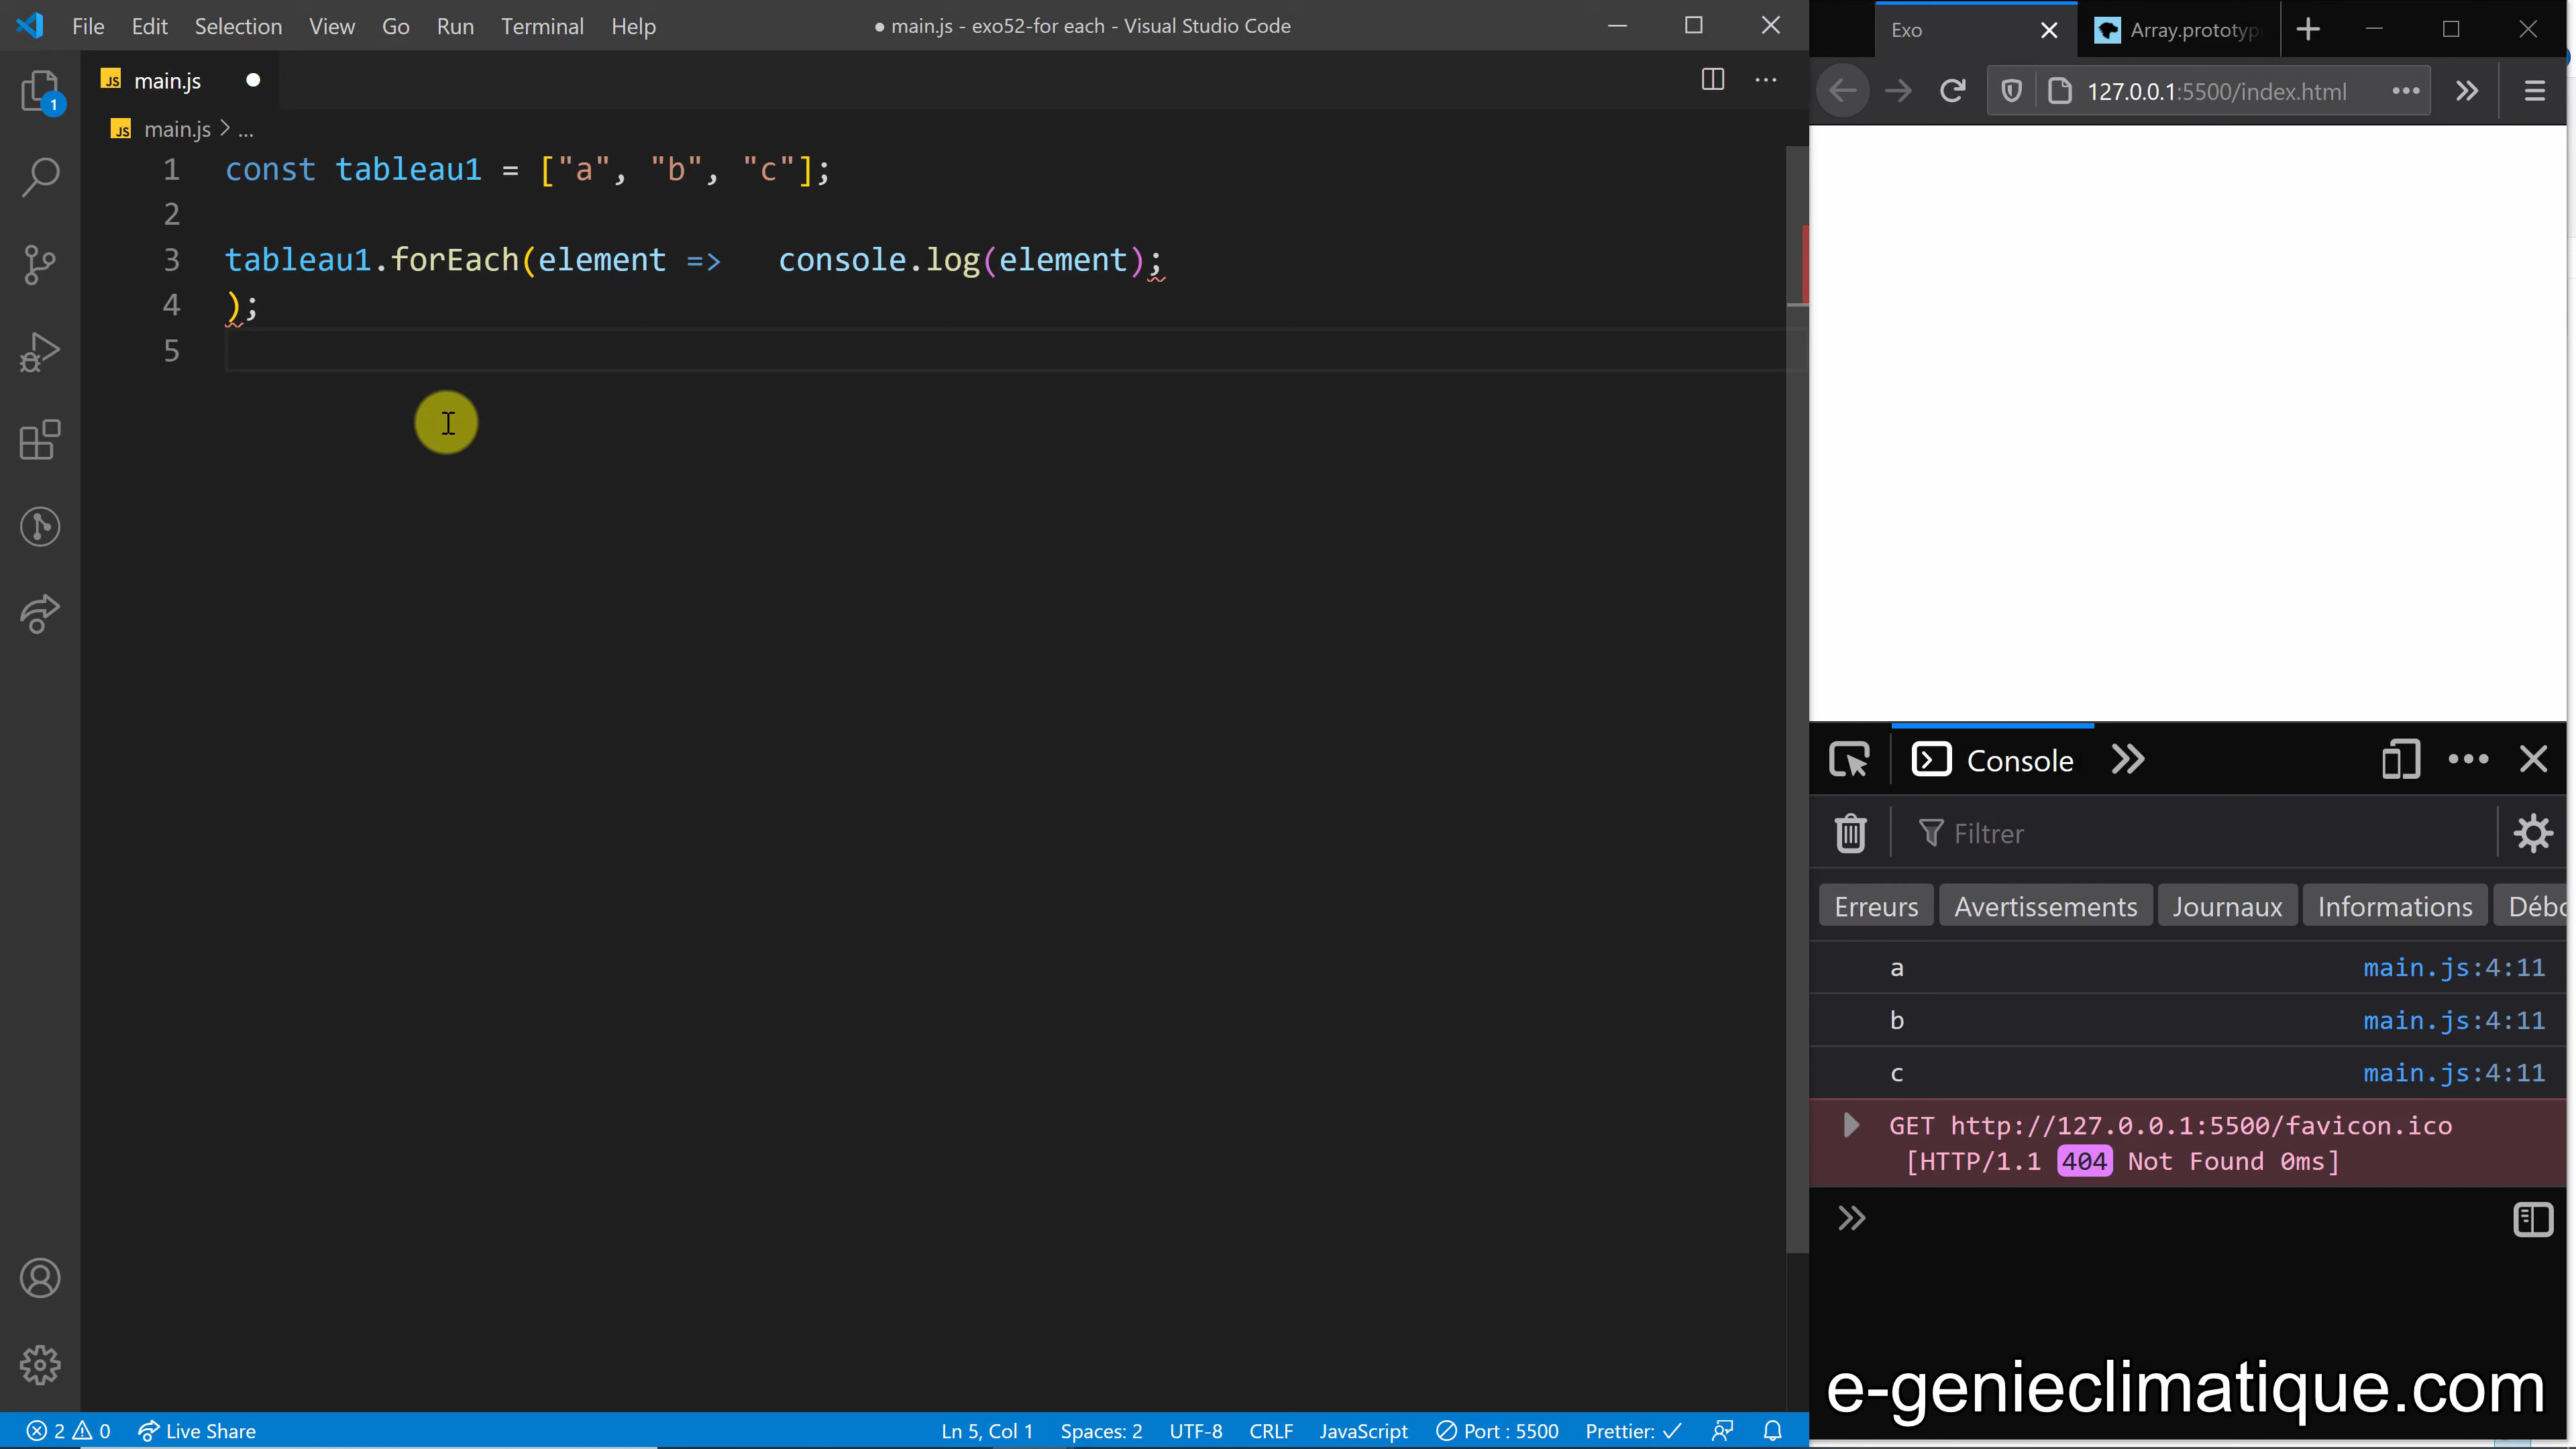 File Edit Selection View Go Run Terminal Help
● main.js - exo52-for each - Visual Studio Code
JS main.js
JS main.js > ...
1 const tableau1 = ["a", "b", "c"];
2
3 tableau1.forEach(element =>   console.log(element);
4 );
5
1
2 0 Live Share
Ln 5, Col 1 Spaces: 2 UTF-8 CRLF JavaScript Port : 5500 Prettier: ✓
Exo
Array.prototyp
127.0.0.1:5500/index.html
Console
Filtrer
Erreurs Avertissements Journaux Informations Débo
a main.js:4:11
b main.js:4:11
c main.js:4:11
GET http://127.0.0.1:5500/favicon.ico
[HTTP/1.1 404 Not Found 0ms]
e-genieclimatique.com